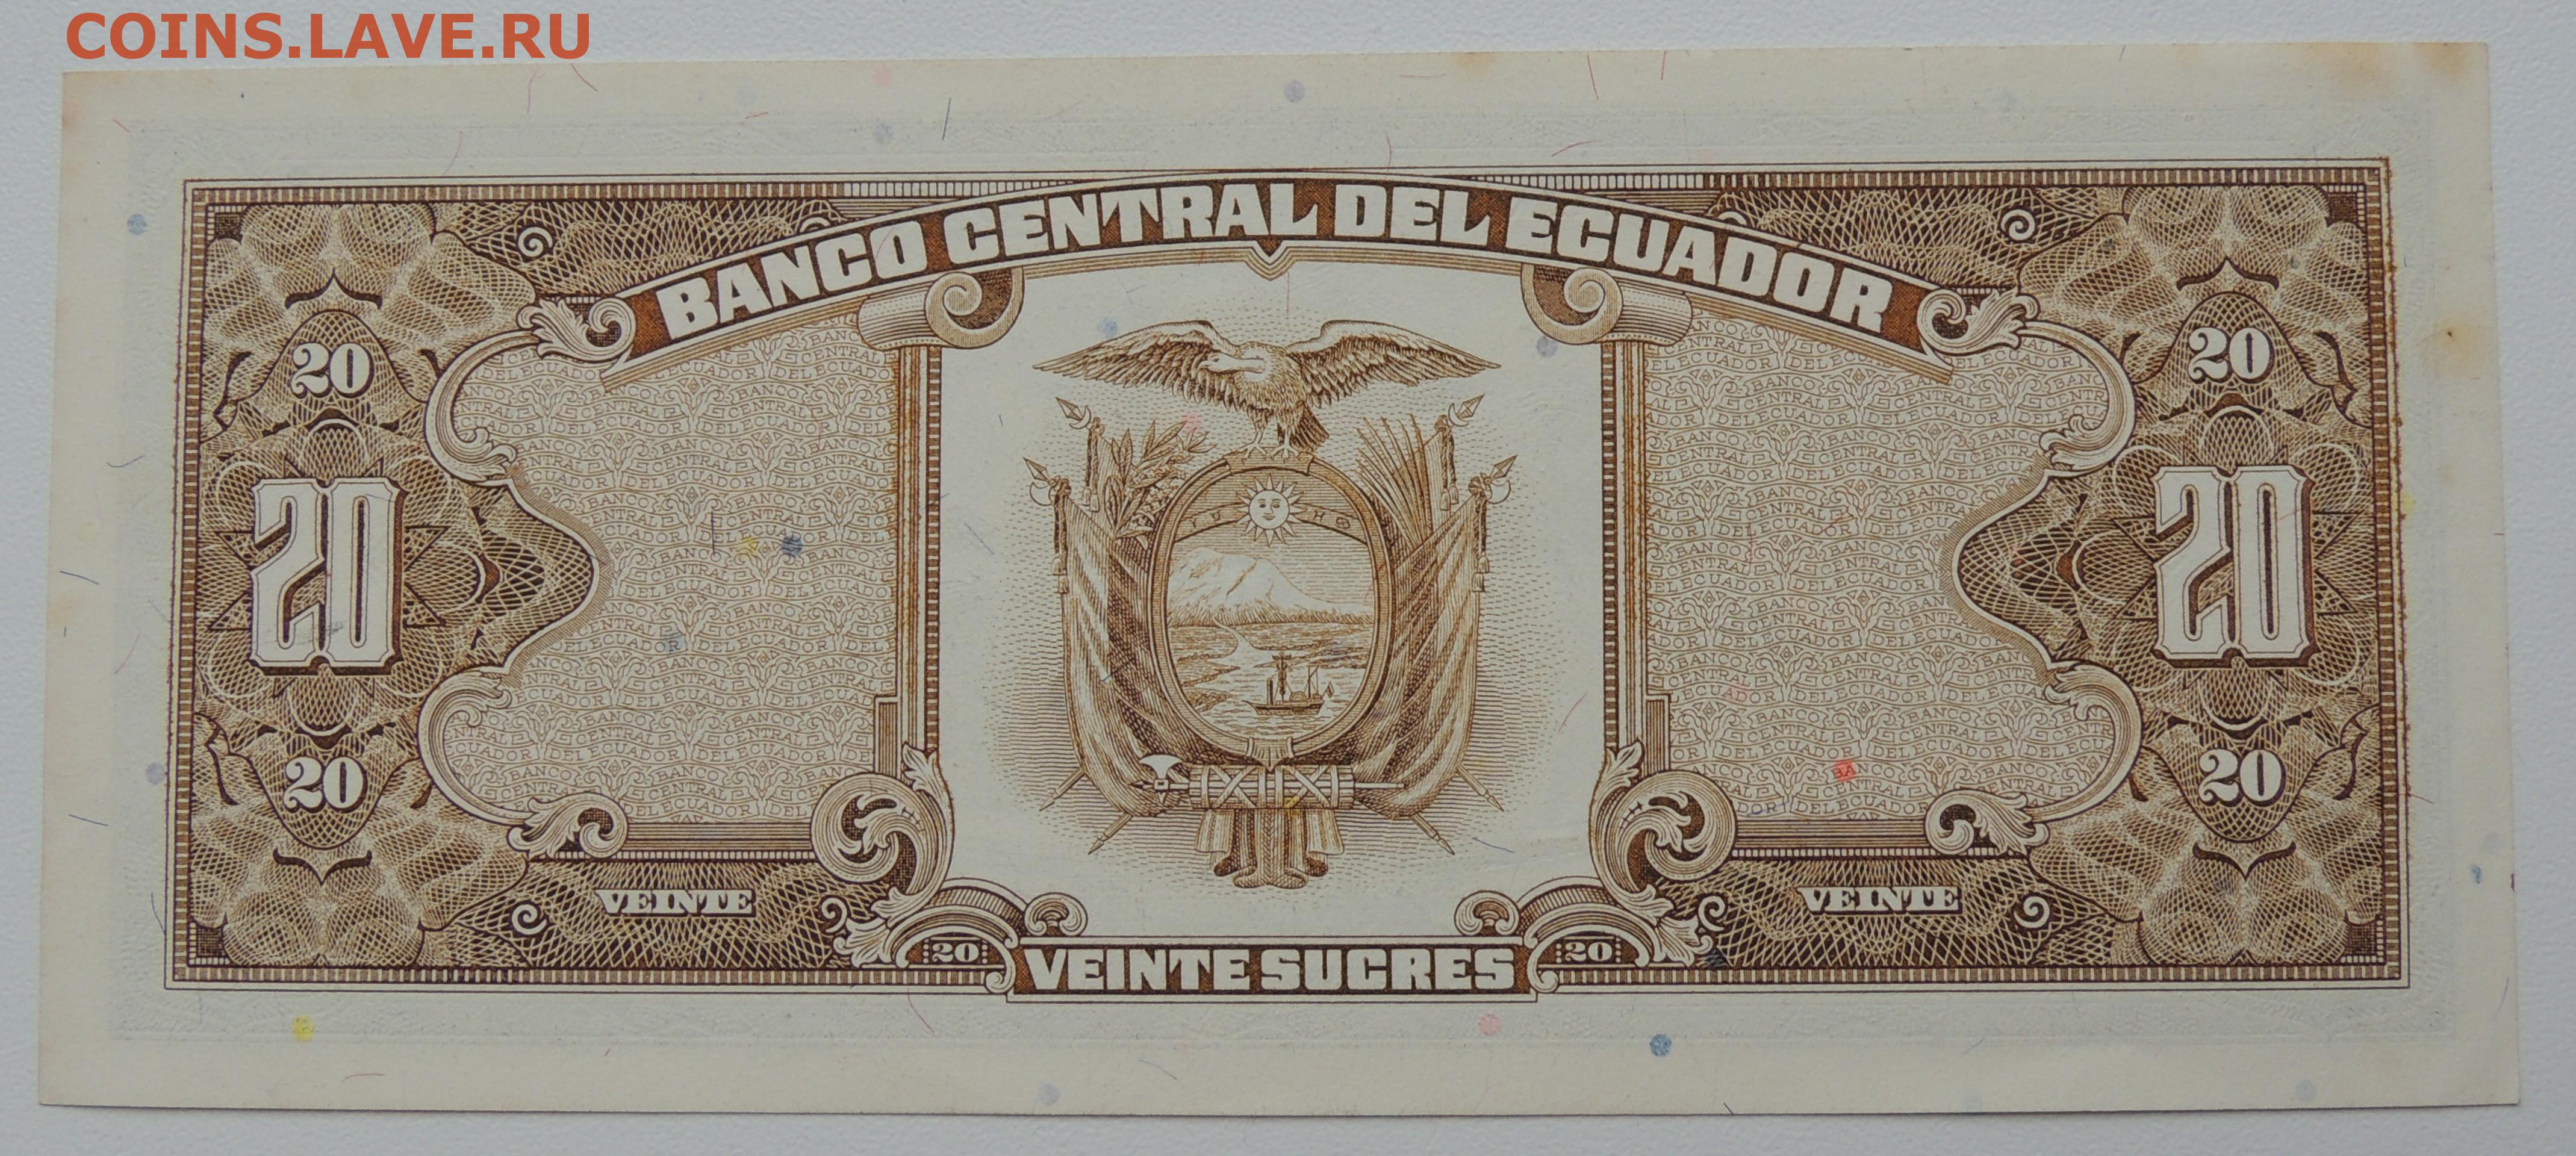 COINS.LAVE.RU
BANCO CENTRAL DEL ECUADOR
20 20
20 20
20 20
VEINTE VEINTE
20 VEINTE SUCRES 20